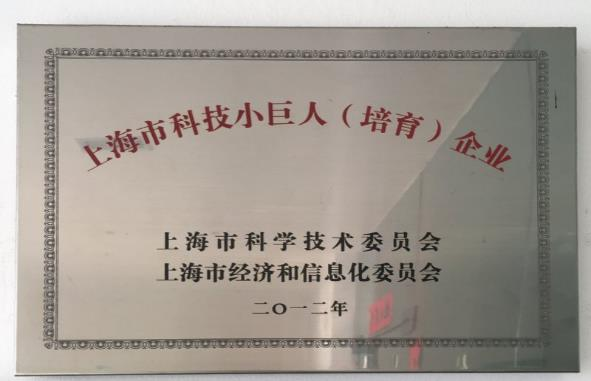 上海市科技小巨人（培育）企业
上海市科学技术委员会
上海市经济和信息化委员会
二〇一二年